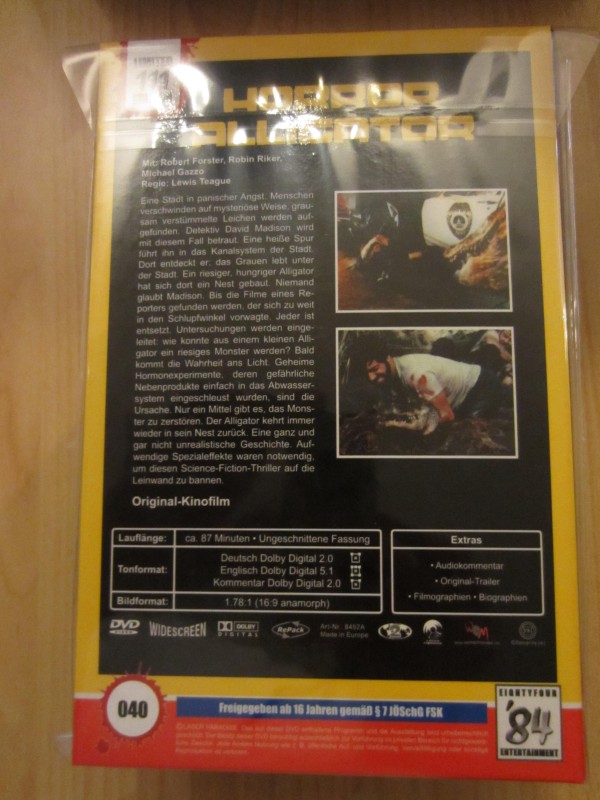 LIMITED
111
HORROR
ALLIGATOR
Mit: Robert Forster, Robin Riker,
Michael Gazzo
Regie: Lewis Teague
Eine Stadt in panischer Angst. Menschen
verschwinden auf mysteriöse Weise, grau-
sam verstümmelte Leichen werden auf-
gefunden. Detektiv David Madison wird
mit diesem Fall betraut. Eine heiße Spur
führt ihn in das Kanalsystem der Stadt.
Dort entdeckt er: das Grauen lebt unter
der Stadt. Ein riesiger, hungriger Alligator
hat sich dort ein Nest gebaut. Niemand
glaubt Madison. Bis die Filme eines Re-
porters gefunden werden, der sich zu weit
in den Schlupfwinkel vorwagte. Jeder ist
entsetzt. Untersuchungen werden einge-
leitet: wie konnte aus einem kleinen Alli-
gator ein riesiges Monster werden? Bald
kommt die Wahrheit ans Licht. Geheime
Hormonexperimente, deren gefährliche
Nebenprodukte einfach in das Abwasser-
system eingeschleust wurden, sind die
Ursache. Nur ein Mittel gibt es, das Mons-
ter zu zerstören. Der Alligator kehrt immer
wieder in sein Nest zurück. Eine ganz und
gar nicht unrealistische Geschichte. Auf-
wendige Spezialeffekte waren notwendig,
um diesen Science-Fiction-Thriller auf die
Leinwand zu bannen.
Original-Kinofilm
Lauflänge: ca. 87 Minuten • Ungeschnittene Fassung
Tonformat: Deutsch Dolby Digital 2.0
Englisch Dolby Digital 5.1
Kommentar Dolby Digital 2.0
Bildformat: 1.78:1 (16:9 anamorph)
Extras
• Audiokommentar
• Original-Trailer
• Filmographien • Biographien
DVD
WIDESCREEN
DOLBY
DIGITAL
RePack
Art-Nr: 8450A
Made in Europe
040
Freigegeben ab 16 Jahren gemäß § 7 JÖSchG FSK
EIGHTYFOUR
'84
ENTERTAINMENT